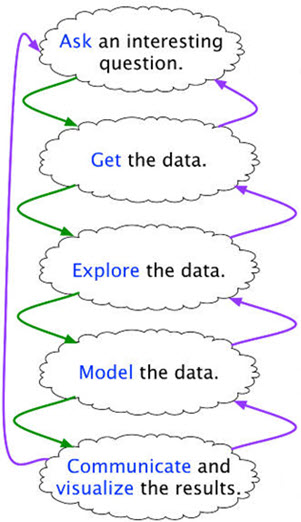 Ask an interesting
question.
Get the data.
Explore the data.
Model the data.
Communicate and
visualize the results.